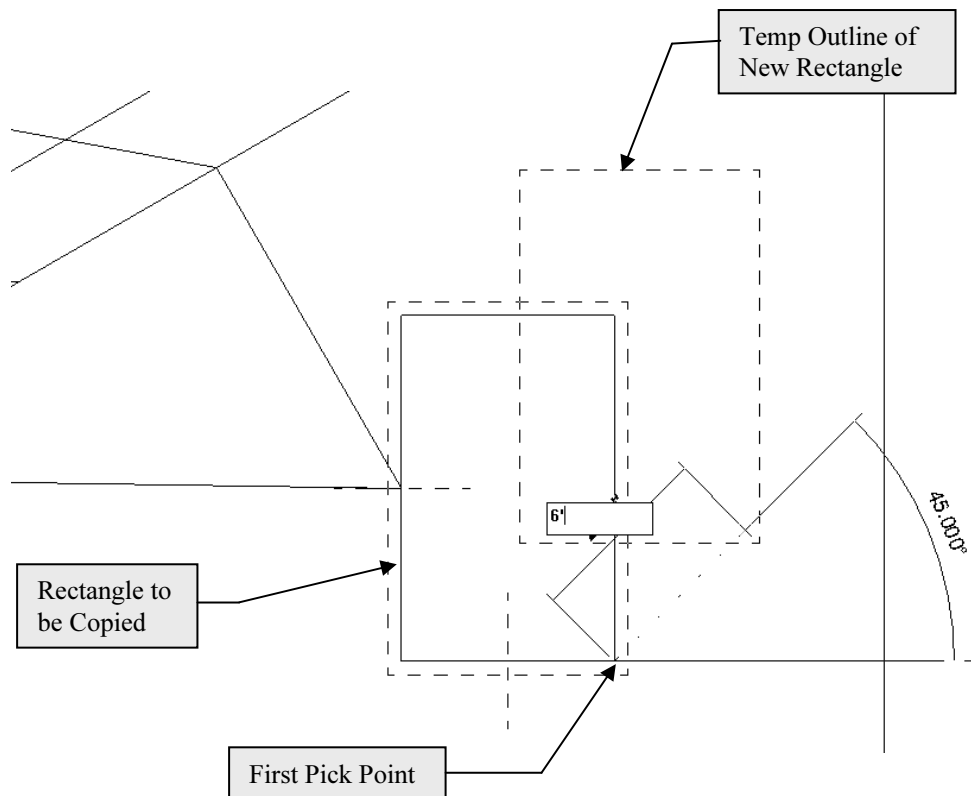 Temp Outline of
New Rectangle
6'
45.000°
Rectangle to
be Copied
First Pick Point